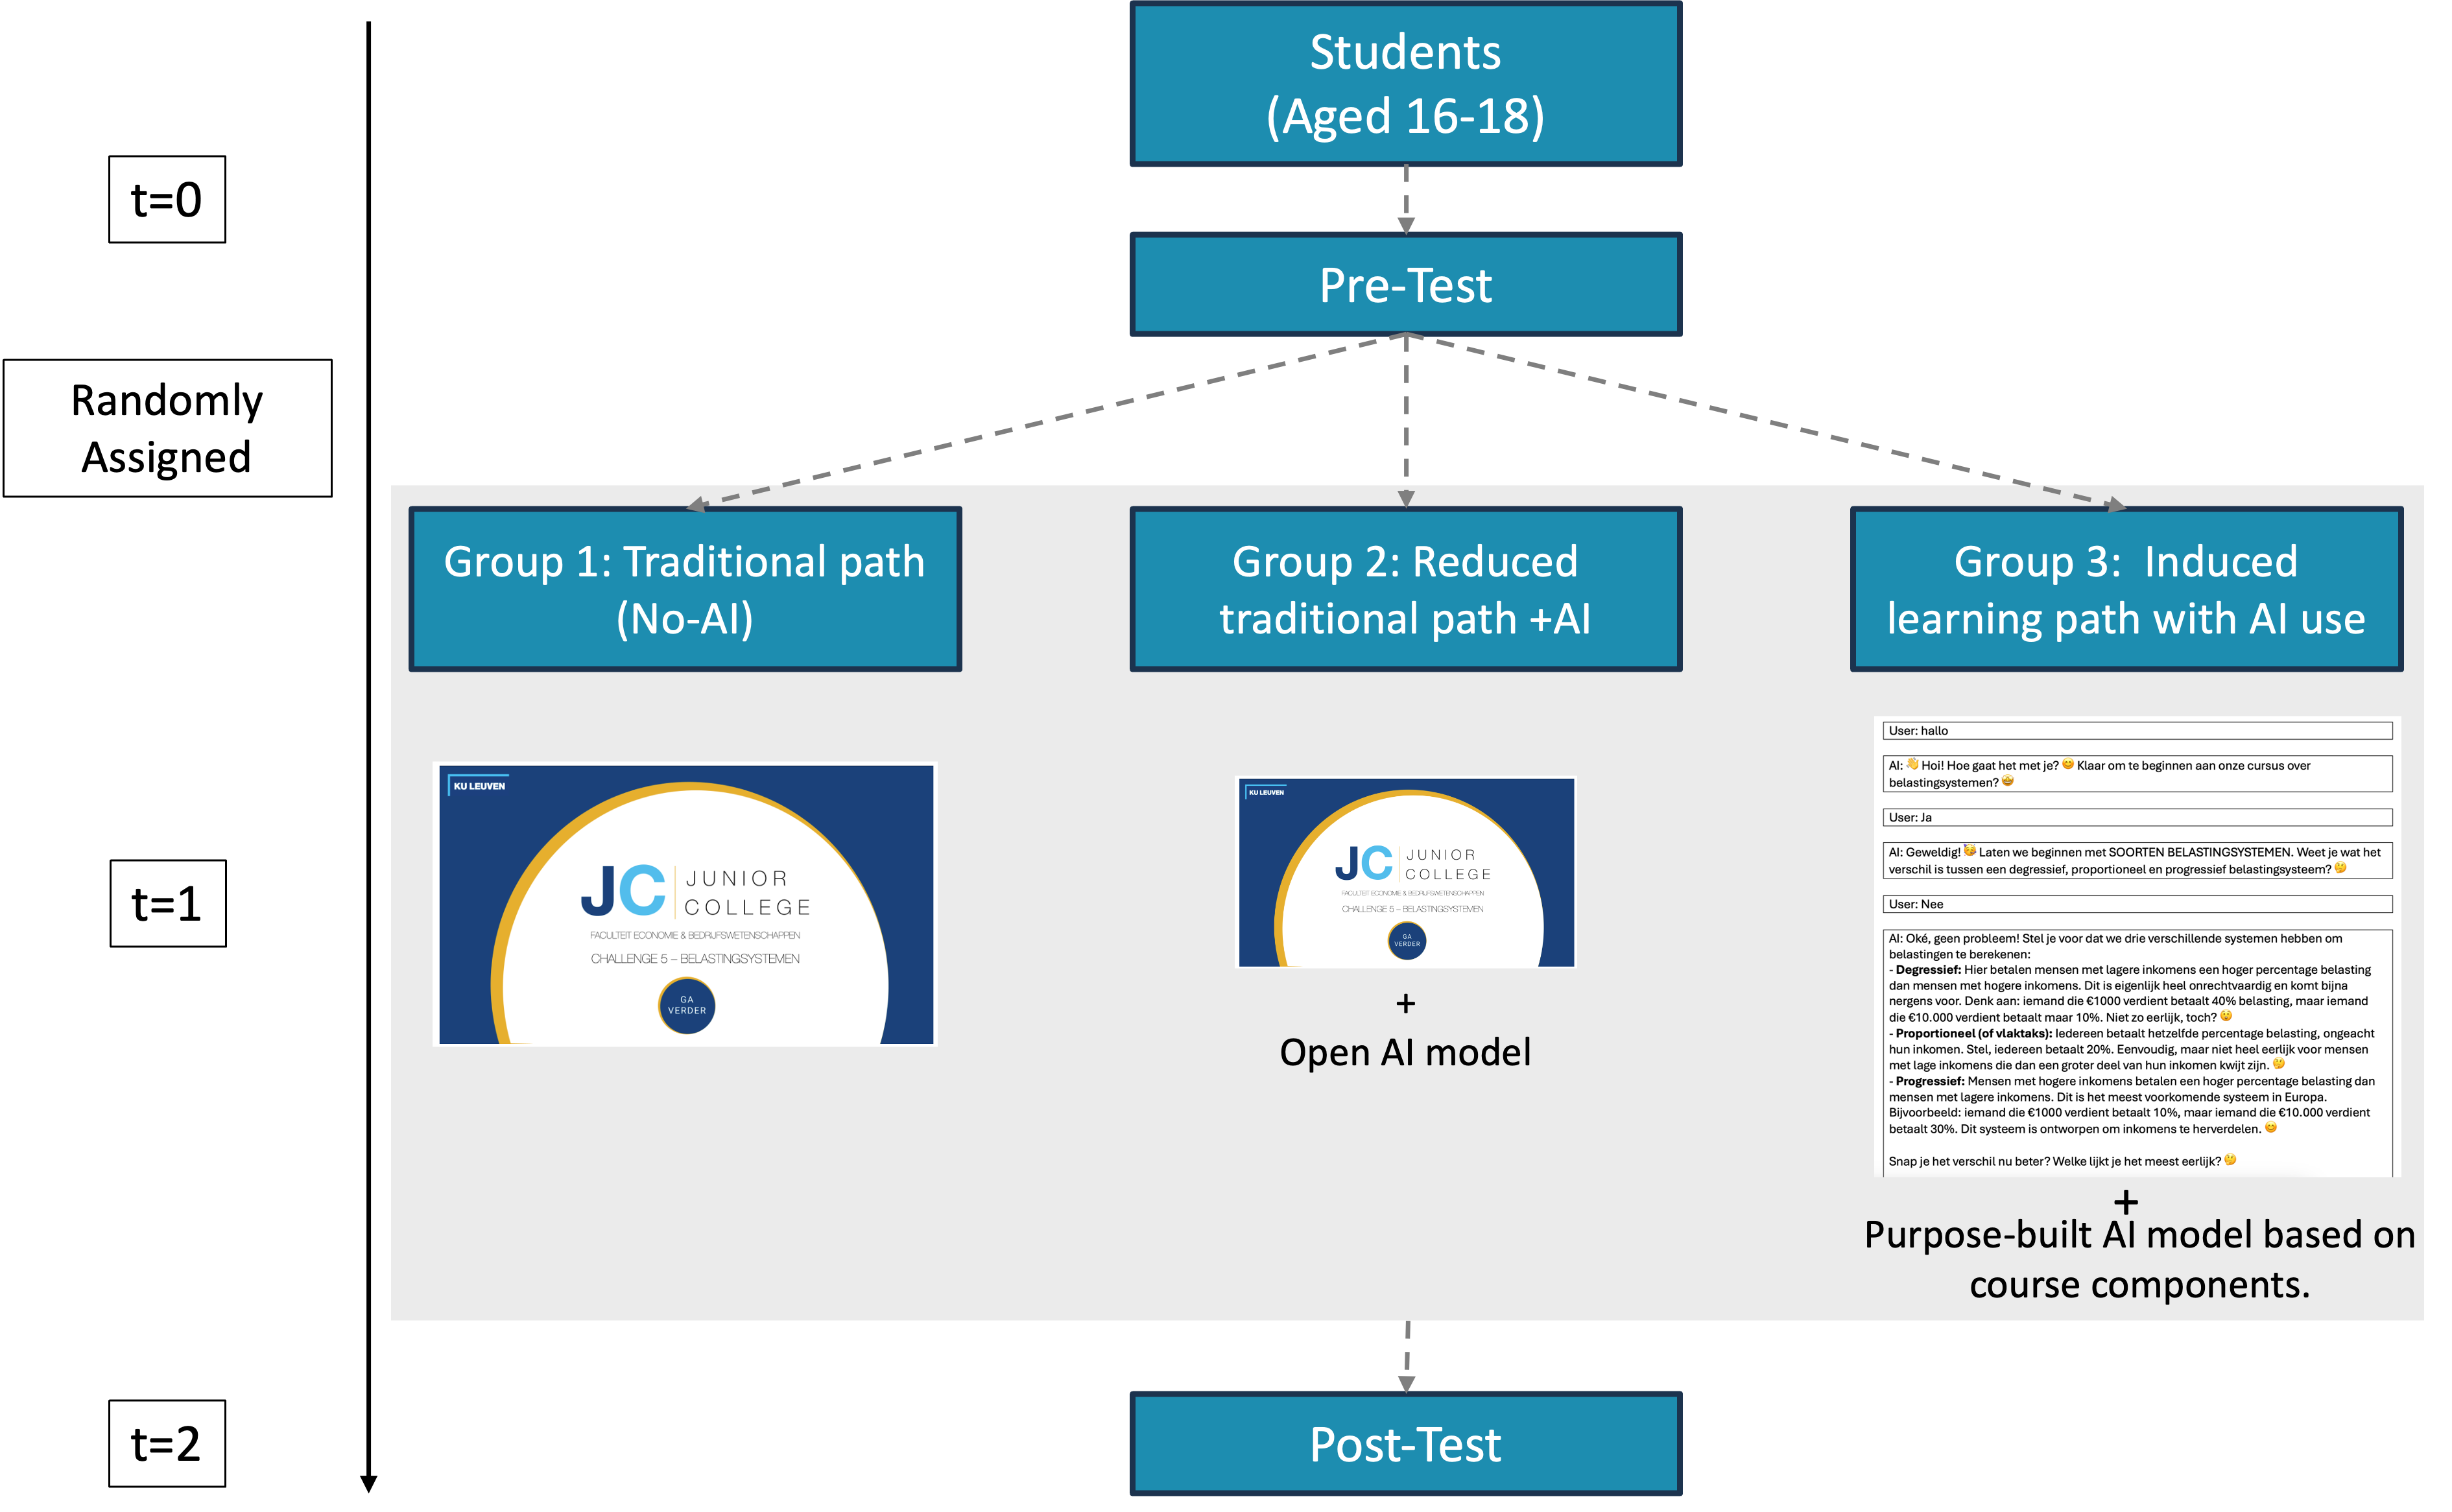 Students
(Aged 16-18)
t=0
Pre-Test
Randomly
Assigned
Group 1: Traditional path
(No-AI)
Group 2: Reduced
traditional path +AI
Group 3:  Induced
learning path with AI use
KU LEUVEN
JC JUNIOR
COLLEGE
FACULTEIT ECONOMIE & BEDRIJFSWETENSCHAPPEN
CHALLENGE 5 – BELASTINGSYSTEMEN
GA
VERDER
KU LEUVEN
JC JUNIOR
COLLEGE
FACULTEIT ECONOMIE & BEDRIJFSWETENSCHAPPEN
CHALLENGE 5 – BELASTINGSYSTEMEN
GA
VERDER
+
Open AI model
User: hallo
AI: 👋 Hoi! Hoe gaat het met je? 😊 Klaar om te beginnen aan onze cursus over
belastingsystemen? 🤩
User: Ja
AI: Geweldig! 🥳 Laten we beginnen met SOORTEN BELASTINGSYSTEMEN. Weet je wat het
verschil is tussen een degressief, proportioneel en progressief belastingsysteem? 🤔
User: Nee
AI: Oké, geen probleem! Stel je voor dat we drie verschillende systemen hebben om
belastingen te berekenen:
- Degressief: Hier betalen mensen met lagere inkomens een hoger percentage belasting
dan mensen met hogere inkomens. Dit is eigenlijk heel onrechtvaardig en komt bijna
nergens voor. Denk aan: iemand die €1000 verdient betaalt 40% belasting, maar iemand
die €10.000 verdient betaalt maar 10%. Niet zo eerlijk, toch? 😯
- Proportioneel (of vlaktaks): Iedereen betaalt hetzelfde percentage belasting, ongeacht
hun inkomen. Stel, iedereen betaalt 20%. Eenvoudig, maar niet heel eerlijk voor mensen
met lage inkomens die dan een groter deel van hun inkomen kwijt zijn. 🤔
- Progressief: Mensen met hogere inkomens betalen een hoger percentage belasting dan
mensen met lagere inkomens. Dit is het meest voorkomende systeem in Europa.
Bijvoorbeeld: iemand die €1000 verdient betaalt 10%, maar iemand die €10.000 verdient
betaalt 30%. Dit systeem is ontworpen om inkomens te herverdelen. 😊
Snap je het verschil nu beter? Welke lijkt je het meest eerlijk? 🤔
+
Purpose-built AI model based on
course components.
t=1
t=2
Post-Test